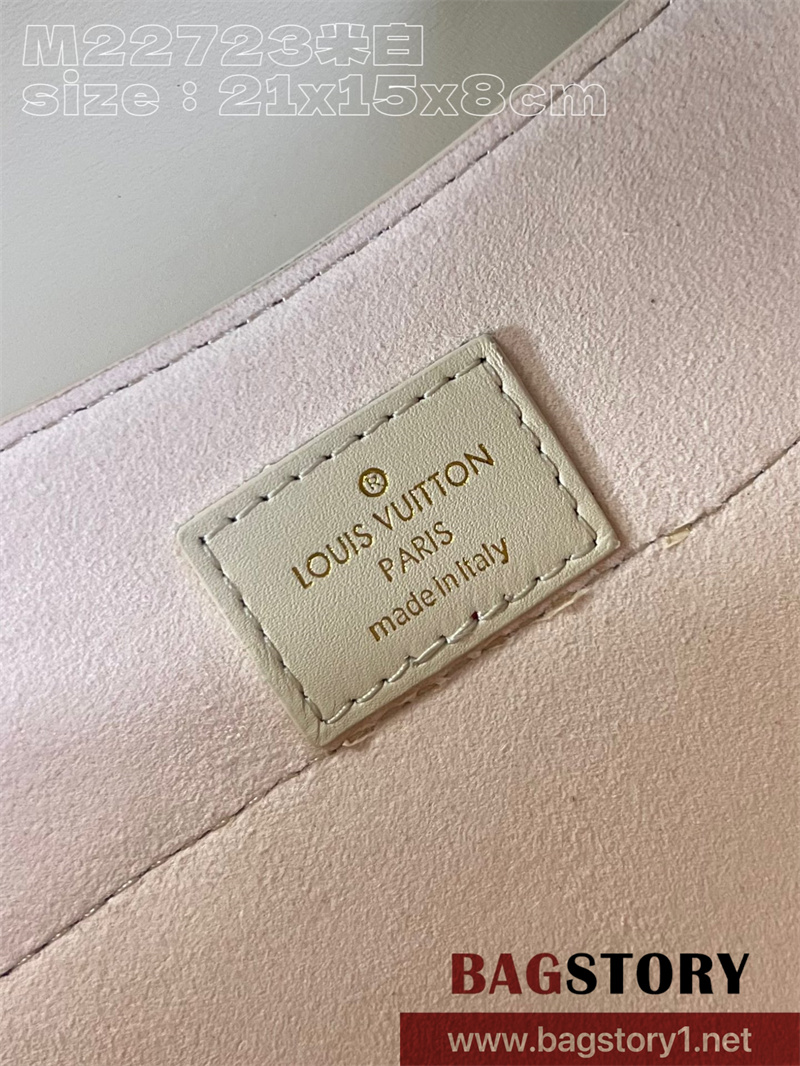 M22723米白
size：21x15x8cm
®
LOUIS VUITTON
PARIS
made in Italy
BAGSTORY
www.bagstory1.net